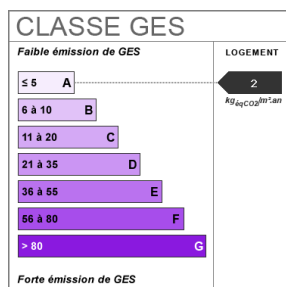 CLASSE GES
Faible émission de GES
LOGEMENT
≤ 5 A
2
kgéqCO2/m².an
6 à 10 B
11 à 20 C
21 à 35 D
36 à 55 E
56 à 80 F
> 80 G
Forte émission de GES